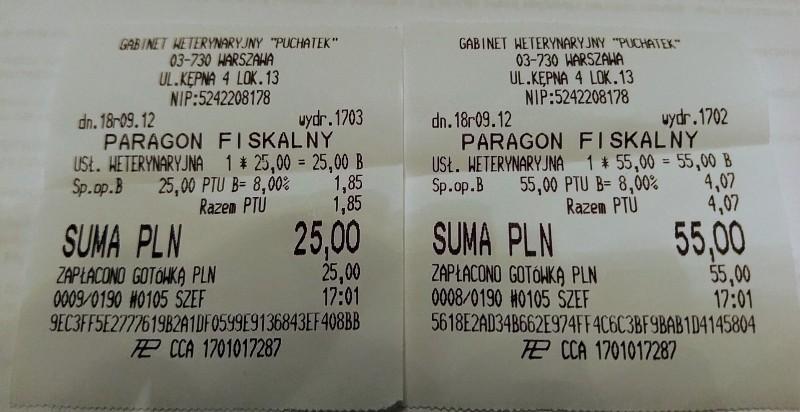 GABINET WETERYNARYJNY "PUCHATEK"
03-730 WARSZAWA
UL.KĘPNA 4 LOK.13
NIP:5242208178
dn.18r09.12 wydr.1703
PARAGON FISKALNY
USŁ. WETERYNARYJNA 1 * 25,00 = 25,00 B
Sp.op.B 25,00 PTU B= 8,00% 1,85
Razem PTU 1,85
SUMA PLN 25,00
ZAPŁACONO GOTÓWKĄ PLN 25,00
0009/0190 #0105 SZEF 17:01
9EC3FF5E2777619B2A1DF0599E9136843EF408BB
CCA 1701017287
GABINET WETERYNARYJNY "PUCHATEK"
03-730 WARSZAWA
UL.KĘPNA 4 LOK.13
NIP:5242208178
dn.18r09.12 wydr.1702
PARAGON FISKALNY
USŁ. WETERYNARYJNA 1 * 55,00 = 55,00 B
Sp.op.B 55,00 PTU B= 8,00% 4,07
Razem PTU 4,07
SUMA PLN 55,00
ZAPŁACONO GOTÓWKĄ PLN 55,00
0008/0190 #0105 SZEF 17:01
5618E2AD34B662E974FF4C6C3BF9BAB1D4145804
CCA 1701017287